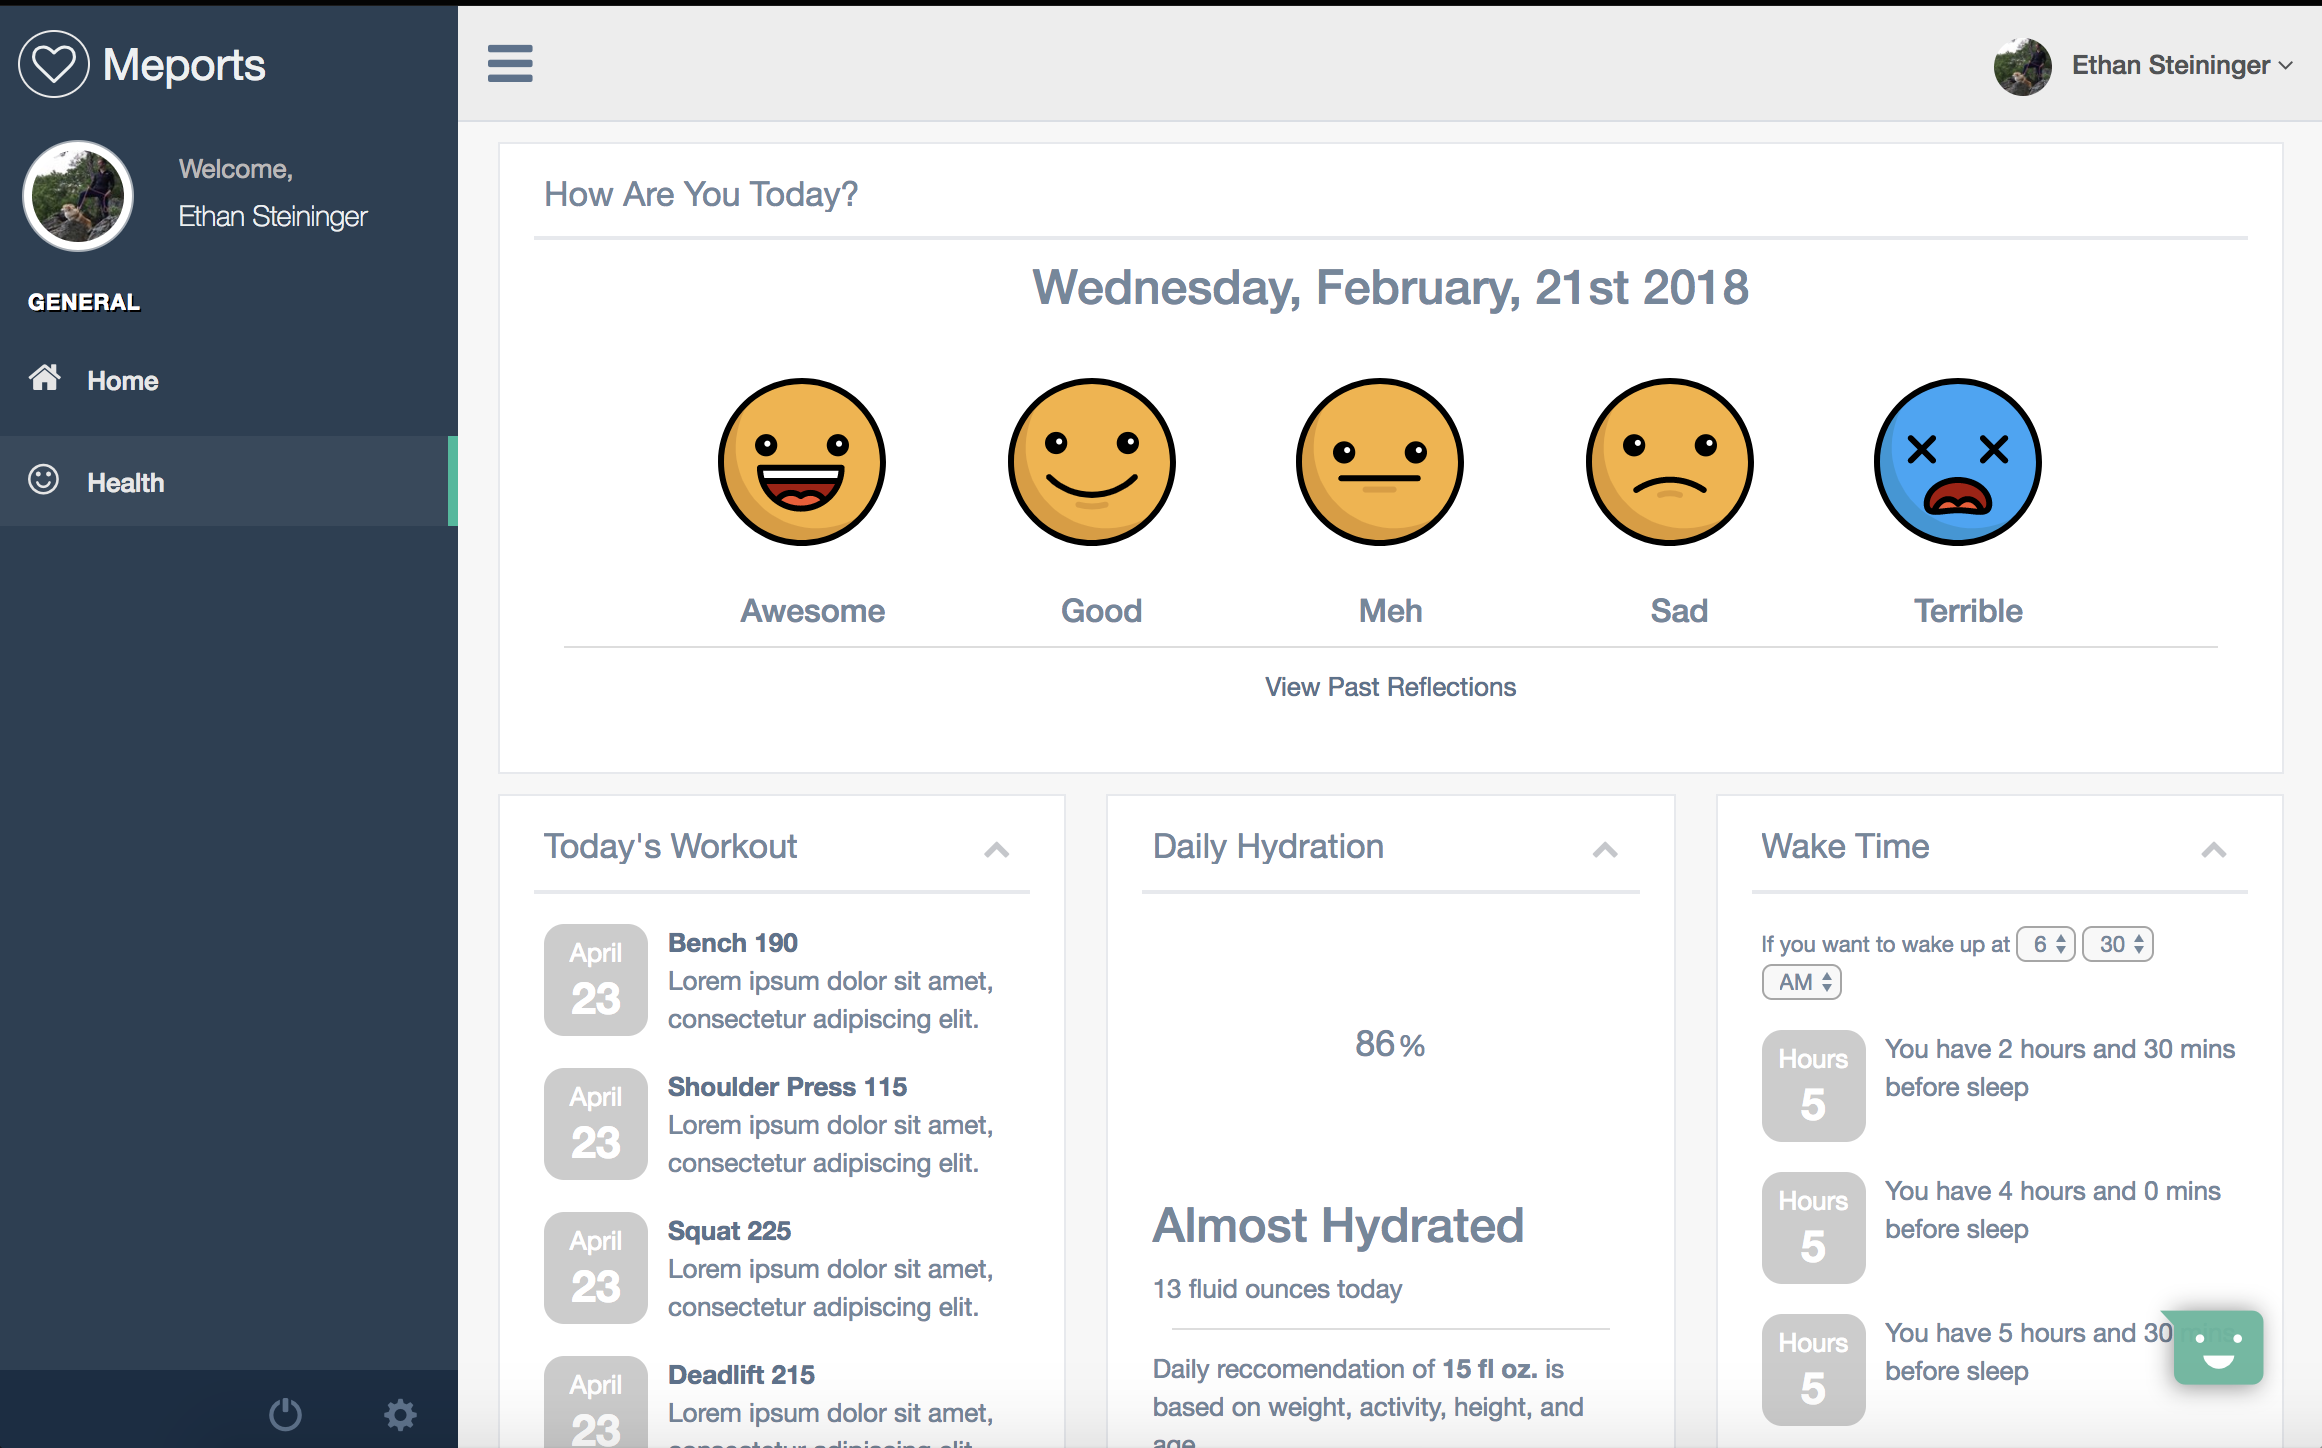 Meports
Welcome,
Ethan Steininger
GENERAL
Home
Health
Ethan Steininger
How Are You Today?
Wednesday, February, 21st 2018
Awesome
Good
Meh
Sad
Terrible
View Past Reflections
Today's Workout
April
23
Bench 190
Lorem ipsum dolor sit amet,
consectetur adipiscing elit.
April
23
Shoulder Press 115
Lorem ipsum dolor sit amet,
consectetur adipiscing elit.
April
23
Squat 225
Lorem ipsum dolor sit amet,
consectetur adipiscing elit.
April
23
Deadlift 215
Lorem ipsum dolor sit amet,
consectetur adipiscing elit.
Daily Hydration
86 %
Almost Hydrated
13 fluid ounces today
Daily reccomendation of 15 fl oz. is
based on weight, activity, height, and
age
Wake Time
If you want to wake up at 6 30
AM
Hours
5
You have 2 hours and 30 mins
before sleep
Hours
5
You have 4 hours and 0 mins
before sleep
Hours
5
You have 5 hours and 30 mins
before sleep